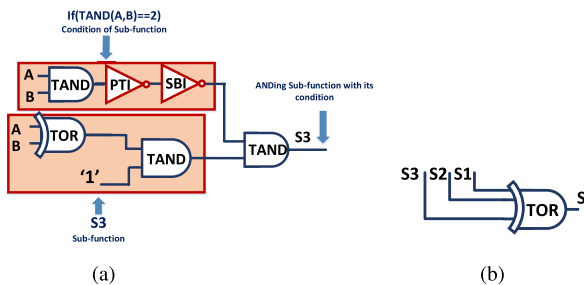 If(TAND(A,B)==2)
Condition of Sub-function
A
B
TAND
PTI
SBI
ANDing Sub-function with its
condition
A
B
TOR
TAND
'1'
TAND
S3
S3
Sub-function
(a)
S3 S2 S1
TOR
S
(b)